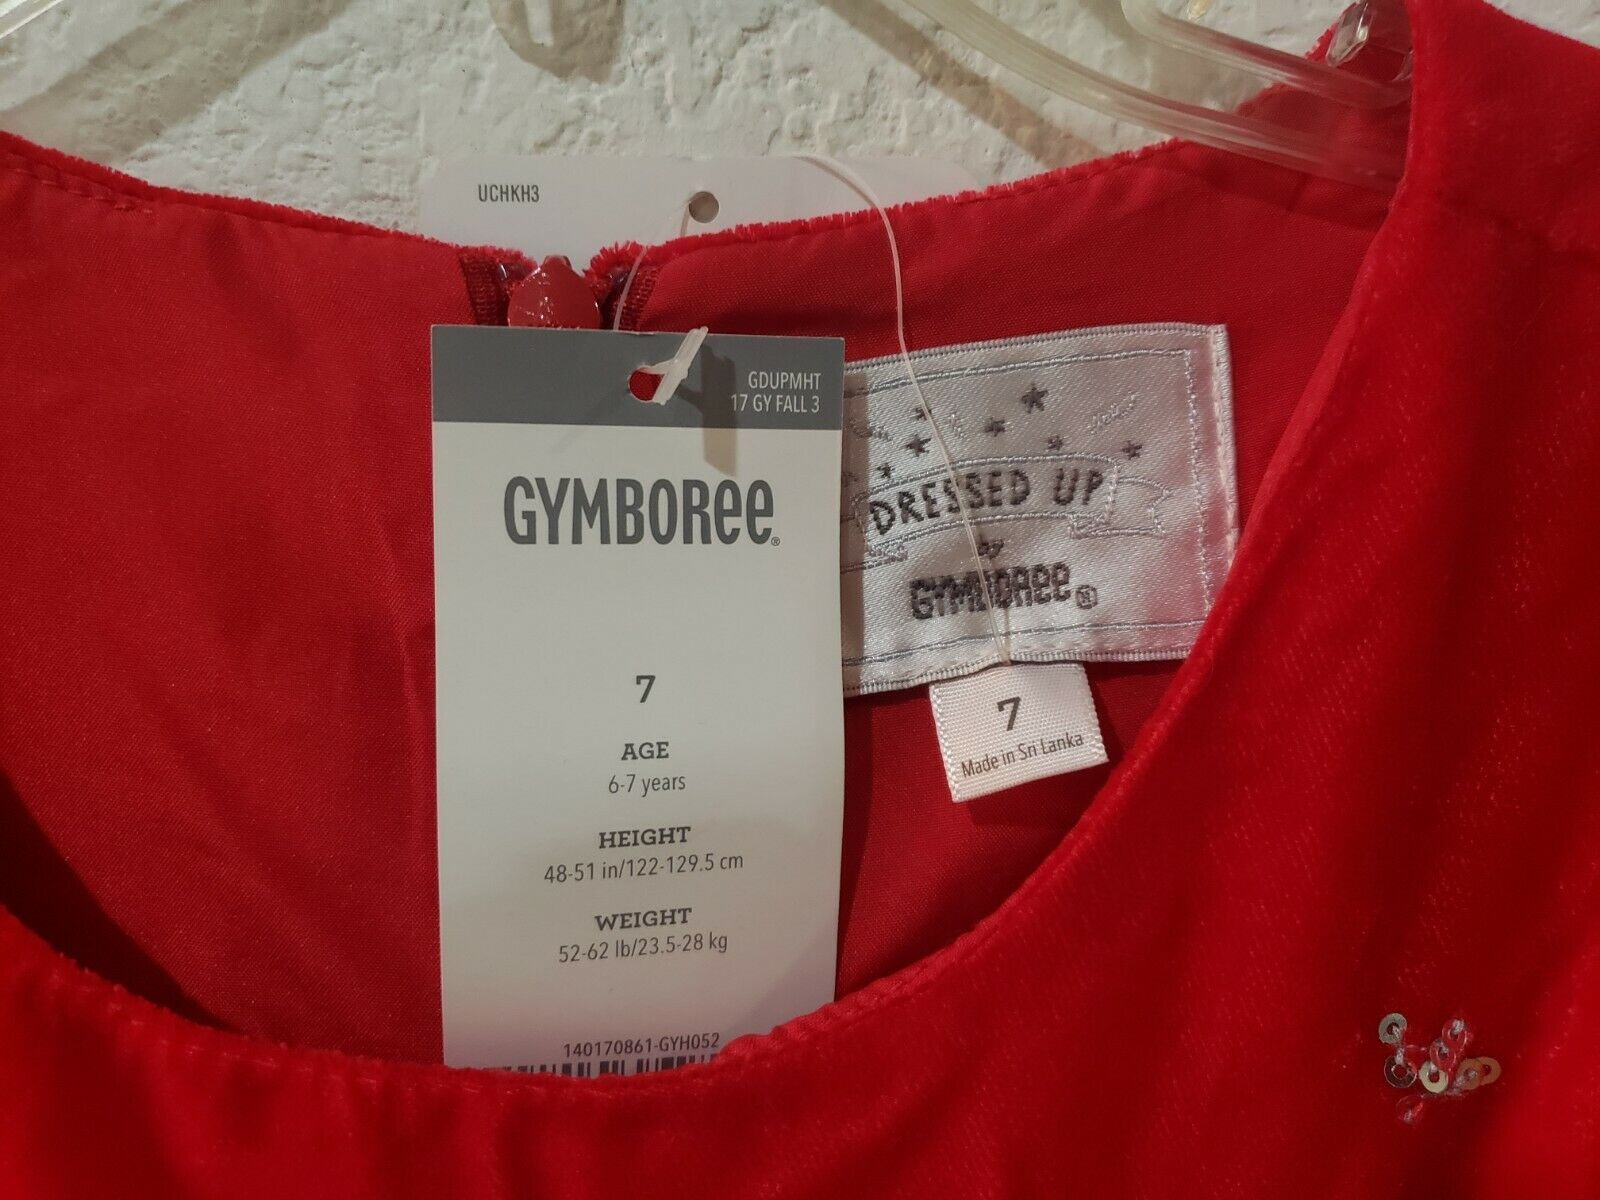 UCHKH3
GDUPMHT
17 GY FALL 3
GYMBOREE®
7
AGE
6-7 years
HEIGHT
48-51 in/122-129.5 cm
WEIGHT
52-62 lb/23.5-28 kg
140170861-GYH052
DRESSED UP
by
GYMBOREE®
7
Made in Sri Lanka